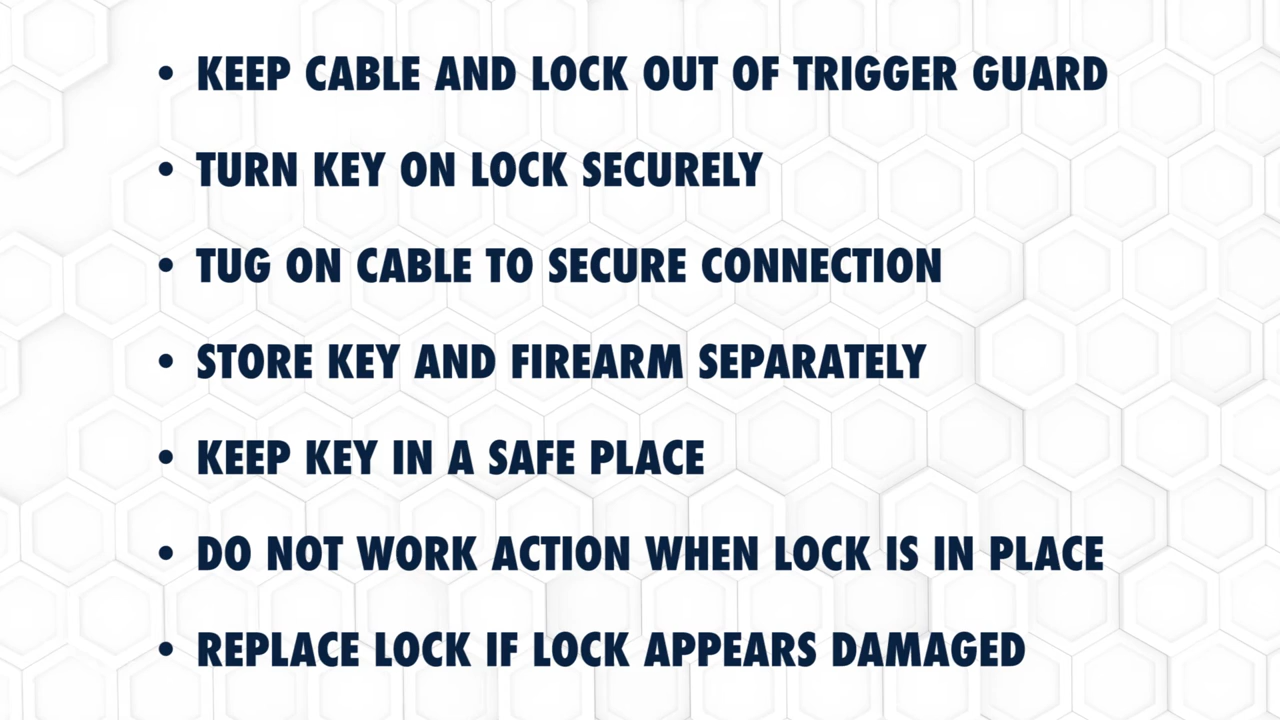 • KEEP CABLE AND LOCK OUT OF TRIGGER GUARD
• TURN KEY ON LOCK SECURELY
• TUG ON CABLE TO SECURE CONNECTION
• STORE KEY AND FIREARM SEPARATELY
• KEEP KEY IN A SAFE PLACE
• DO NOT WORK ACTION WHEN LOCK IS IN PLACE
• REPLACE LOCK IF LOCK APPEARS DAMAGED